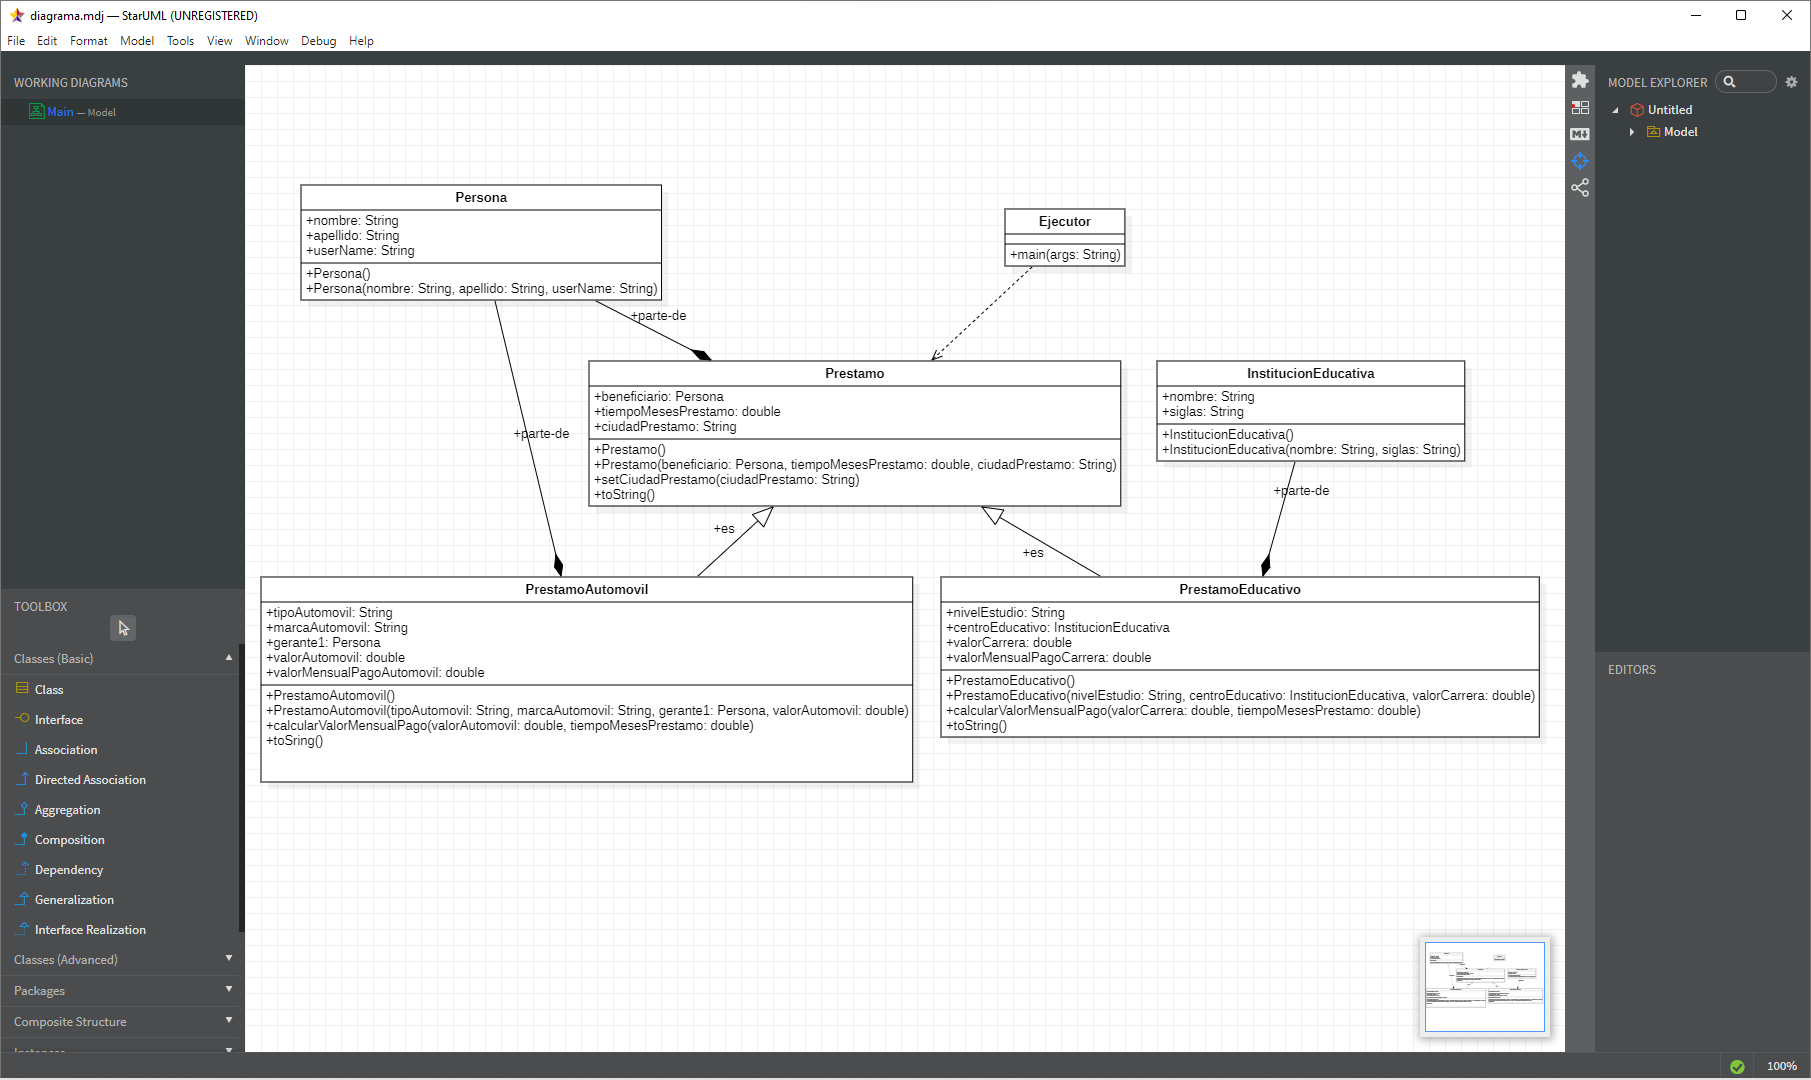 diagrama.mdj — StarUML (UNREGISTERED)
File Edit Format Model Tools View Window Debug Help
WORKING DIAGRAMS
Main — Model
TOOLBOX
Classes (Basic)
Class
Interface
Association
Directed Association
Aggregation
Composition
Dependency
Generalization
Interface Realization
Classes (Advanced)
Packages
Composite Structure
Instances
Persona
+nombre: String
+apellido: String
+userName: String
+Persona()
+Persona(nombre: String, apellido: String, userName: String)
+parte-de
+parte-de
Ejecutor
+main(args: String)
Prestamo
+beneficiario: Persona
+tiempoMesesPrestamo: double
+ciudadPrestamo: String
+Prestamo()
+Prestamo(beneficiario: Persona, tiempoMesesPrestamo: double, ciudadPrestamo: String)
+setCiudadPrestamo(ciudadPrestamo: String)
+toString()
InstitucionEducativa
+nombre: String
+siglas: String
+InstitucionEducativa()
+InstitucionEducativa(nombre: String, siglas: String)
+parte-de
+es
+es
PrestamoAutomovil
+tipoAutomovil: String
+marcaAutomovil: String
+gerante1: Persona
+valorAutomovil: double
+valorMensualPagoAutomovil: double
+PrestamoAutomovil()
+PrestamoAutomovil(tipoAutomovil: String, marcaAutomovil: String, gerante1: Persona, valorAutomovil: double)
+calcularValorMensualPago(valorAutomovil: double, tiempoMesesPrestamo: double)
+toSring()
PrestamoEducativo
+nivelEstudio: String
+centroEducativo: InstitucionEducativa
+valorCarrera: double
+valorMensualPagoCarrera: double
+PrestamoEducativo()
+PrestamoEducativo(nivelEstudio: String, centroEducativo: InstitucionEducativa, valorCarrera: double)
+calcularValorMensualPago(valorCarrera: double, tiempoMesesPrestamo: double)
+toString()
M
MODEL EXPLORER
Untitled
Model
EDITORS
100%